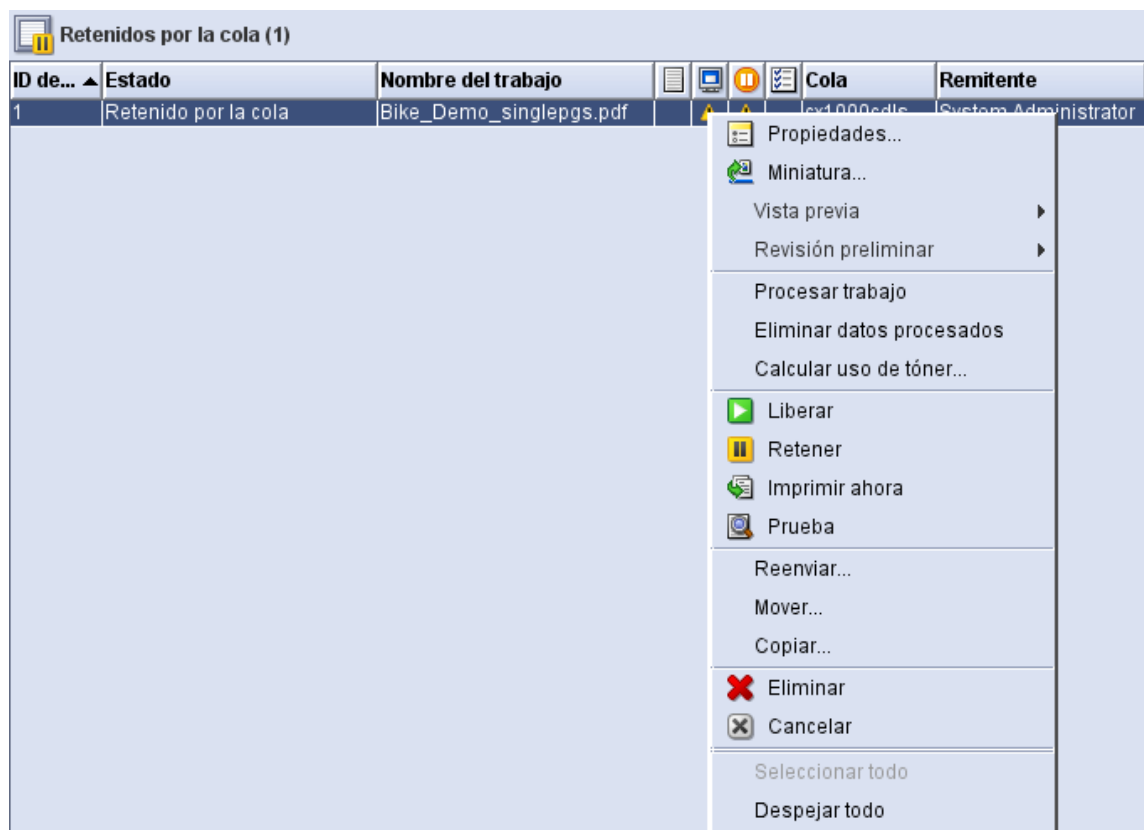 Retenidos por la cola (1)
ID de... Estado Nombre del trabajo Cola Remitente
1 Retenido por la cola Bike_Demo_singlepgs.pdf System Administrator
Propiedades...
Miniatura...
Vista previa
Revisión preliminar
Procesar trabajo
Eliminar datos procesados
Calcular uso de tóner...
Liberar
Retener
Imprimir ahora
Prueba
Reenviar...
Mover...
Copiar...
Eliminar
Cancelar
Seleccionar todo
Despejar todo